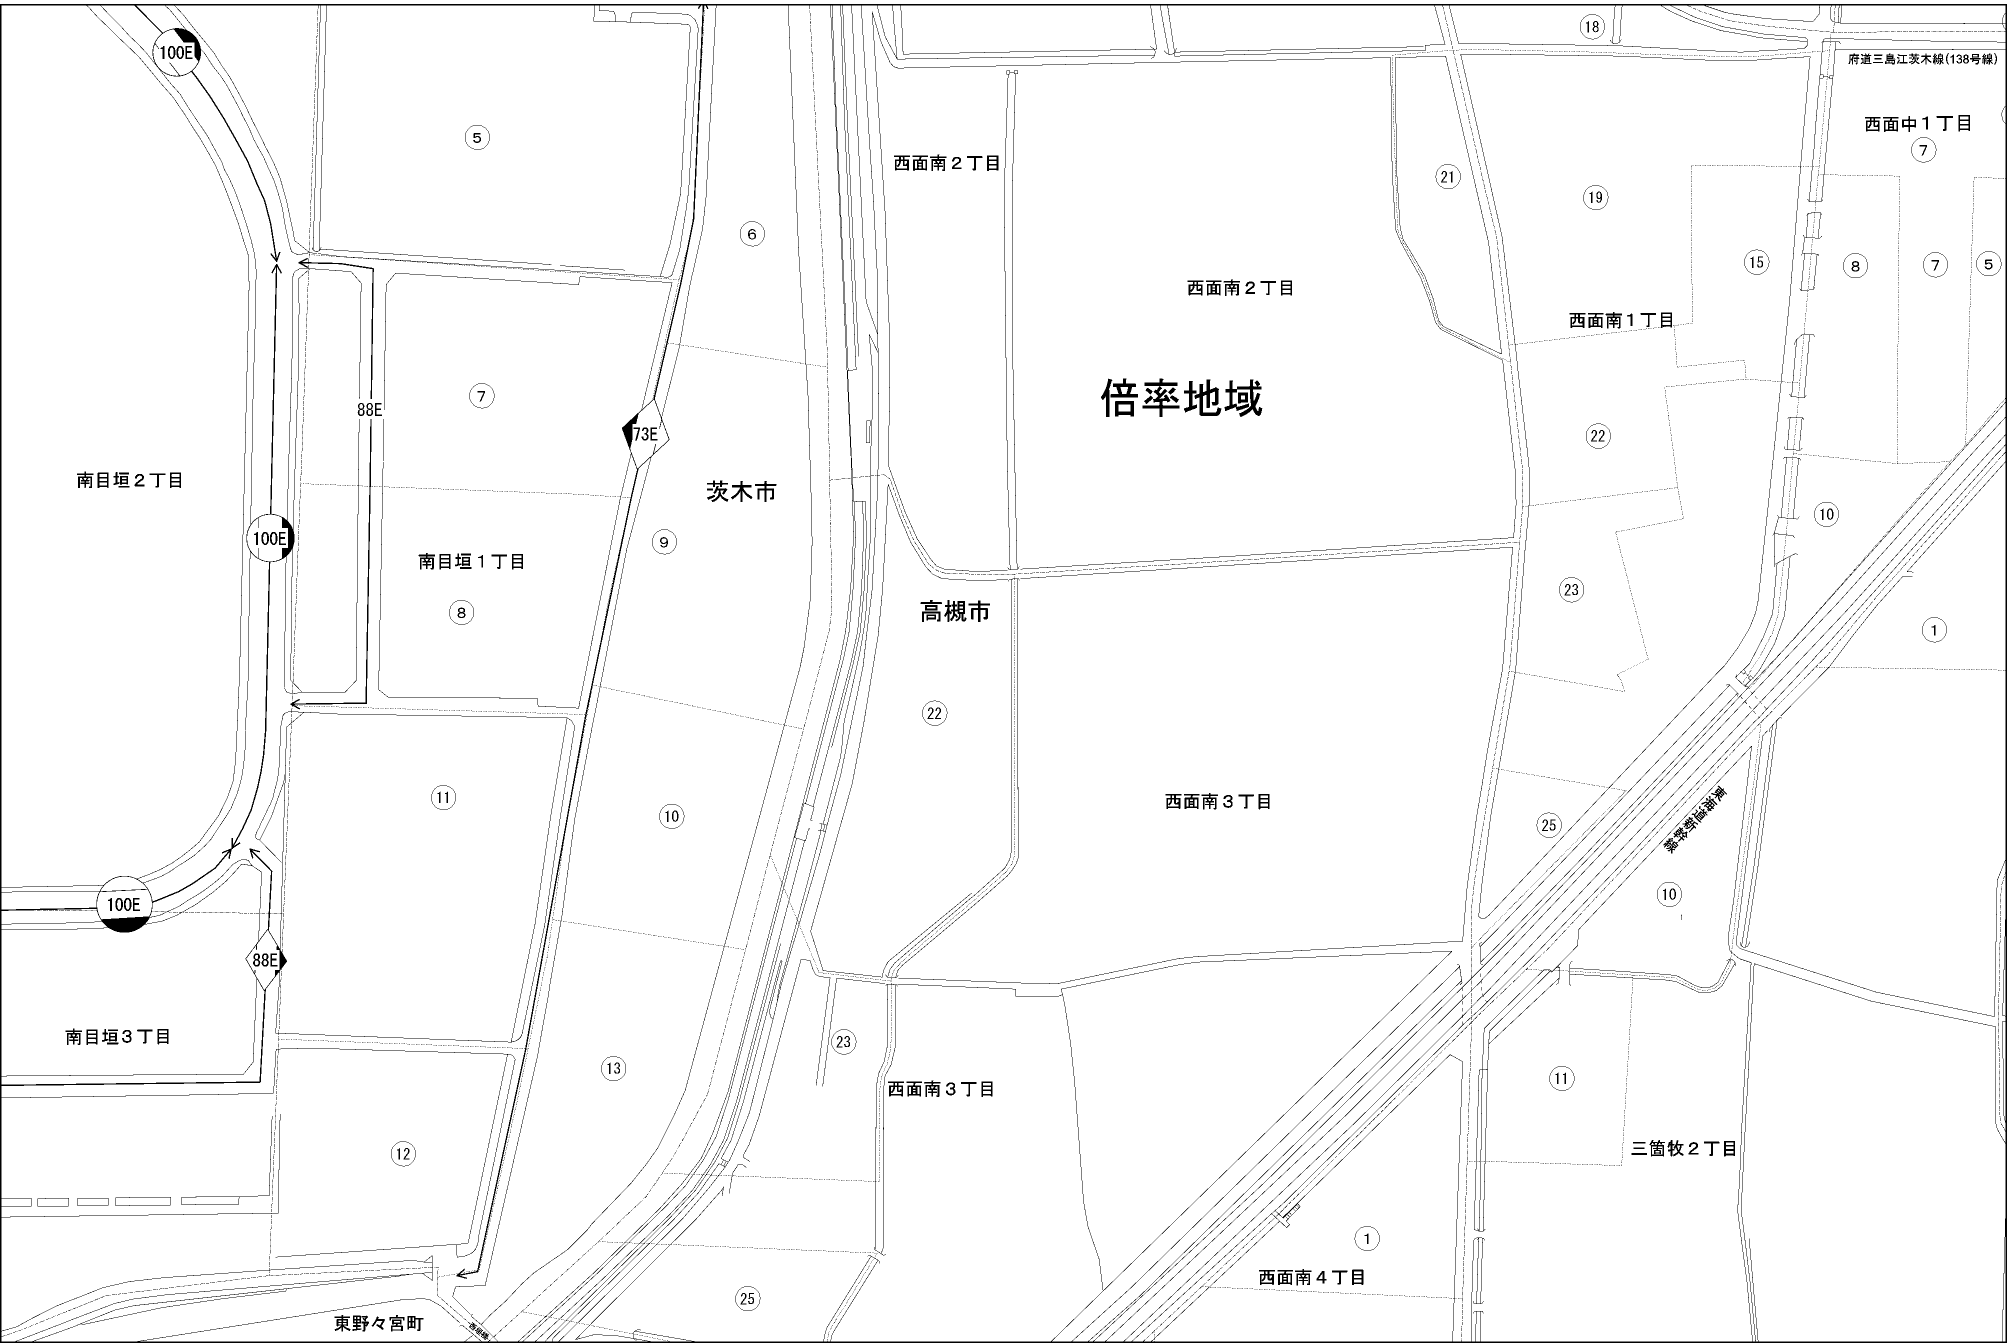 100E
18
府道三島江茨木線(138号線)
西面中１丁目
5
7
西面南２丁目
21
19
6
15
8
7
5
西面南２丁目
西面南１丁目
7
倍率地域
88E
73E
22
南目垣２丁目
茨木市
10
100E
9
南目垣１丁目
23
8
高槻市
1
22
11
西面南３丁目
10
25
東海道新幹線
100E
10
88E
南目垣３丁目
23
13
11
西面南３丁目
12
三箇牧２丁目
1
西面南４丁目
25
東野々宮町